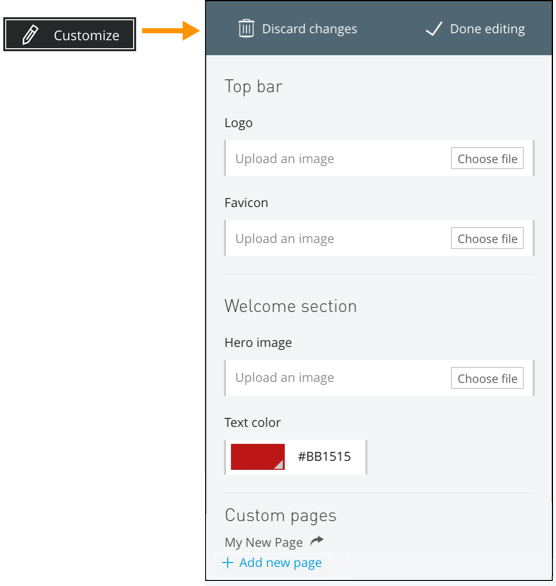 Customize
Discard changes
Done editing
Top bar
Logo
Upload an image
Choose file
Favicon
Upload an image
Choose file
Welcome section
Hero image
Upload an image
Choose file
Text color
#BB1515
Custom pages
My New Page
+ Add new page